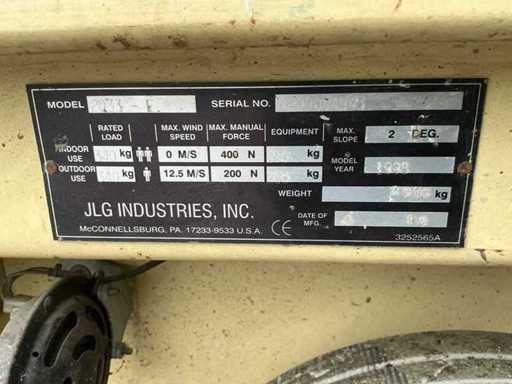 MODEL SERIAL NO.
RATED LOAD MAX. WIND SPEED MAX. MANUAL FORCE EQUIPMENT MAX. SLOPE 2 DEG.
INDOOR USE kg 0 M/S 400 N kg MODEL YEAR
OUTDOOR USE kg 12.5 M/S 200 N kg
WEIGHT kg
JLG INDUSTRIES, INC. DATE OF MFG.
McCONNELLSBURG, PA. 17233-9533 U.S.A. CE
3252565A